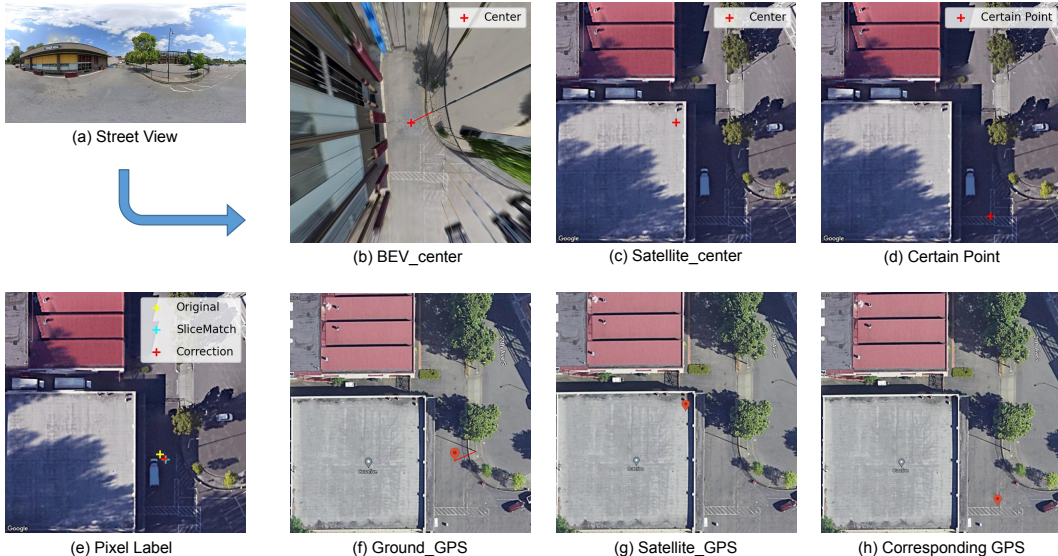 Center
Center
Certain Point
(a) Street View
Google
Google
(b) BEV_center
(c) Satellite_center
(d) Certain Point
Original
SliceMatch
Correction
Google
(e) Pixel Label
(f) Ground_GPS
(g) Satellite_GPS
(h) Corresponding GPS